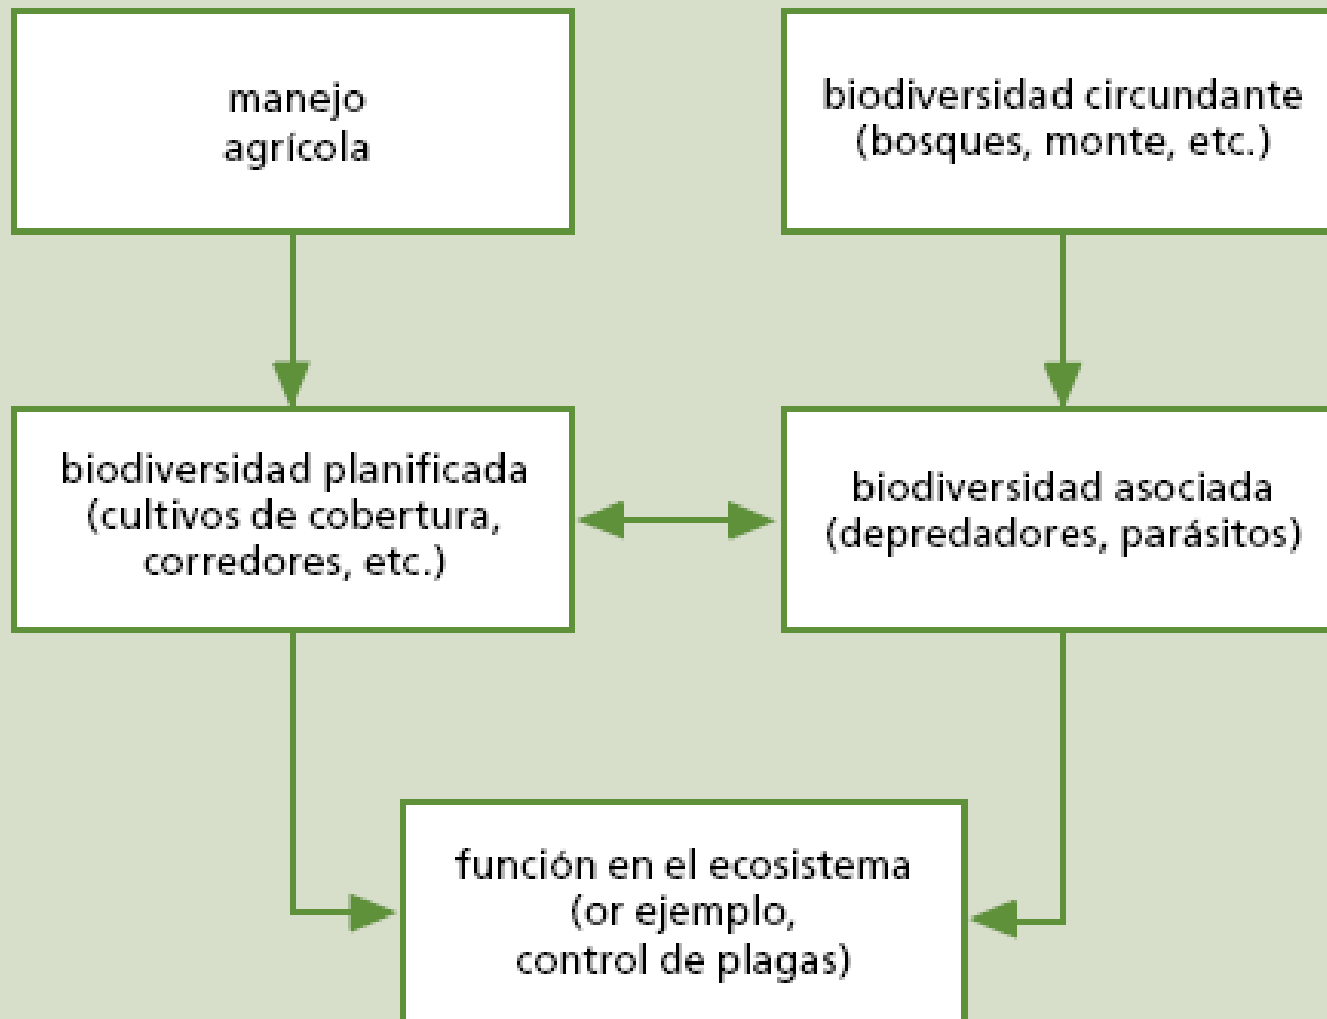 manejo
agrícola
biodiversidad circundante
(bosques, monte, etc.)
biodiversidad planificada
(cultivos de cobertura,
corredores, etc.)
biodiversidad asociada
(depredadores, parásitos)
función en el ecosistema
(or ejemplo,
control de plagas)